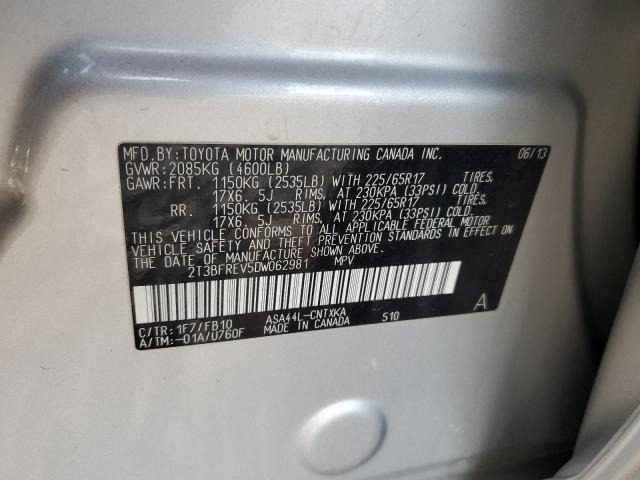 MFD.BY:TOYOTA MOTOR MANUFACTURING CANADA INC. 06/13
GVWR:2085KG (4600LB)
GAWR:FRT. 1150KG (2535LB) WITH 225/65R17 TIRES,
17X6.5J RIMS, AT 230KPA (33PSI) COLD.
RR. 1150KG (2535LB) WITH 225/65R17 TIRES,
17X6.5J RIMS, AT 230KPA (33PSI) COLD.
THIS VEHICLE CONFORMS TO ALL APPLICABLE FEDERAL MOTOR
VEHICLE SAFETY AND THEFT PREVENTION STANDARDS IN EFFECT ON
THE DATE OF MANUFACTURE SHOWN ABOVE.
2T3BFREV5DW062981 MPV
A
C/TR:1F7/FB10 ASA44L-CNTXKA 510
A/TM:-01A/U760F MADE IN CANADA